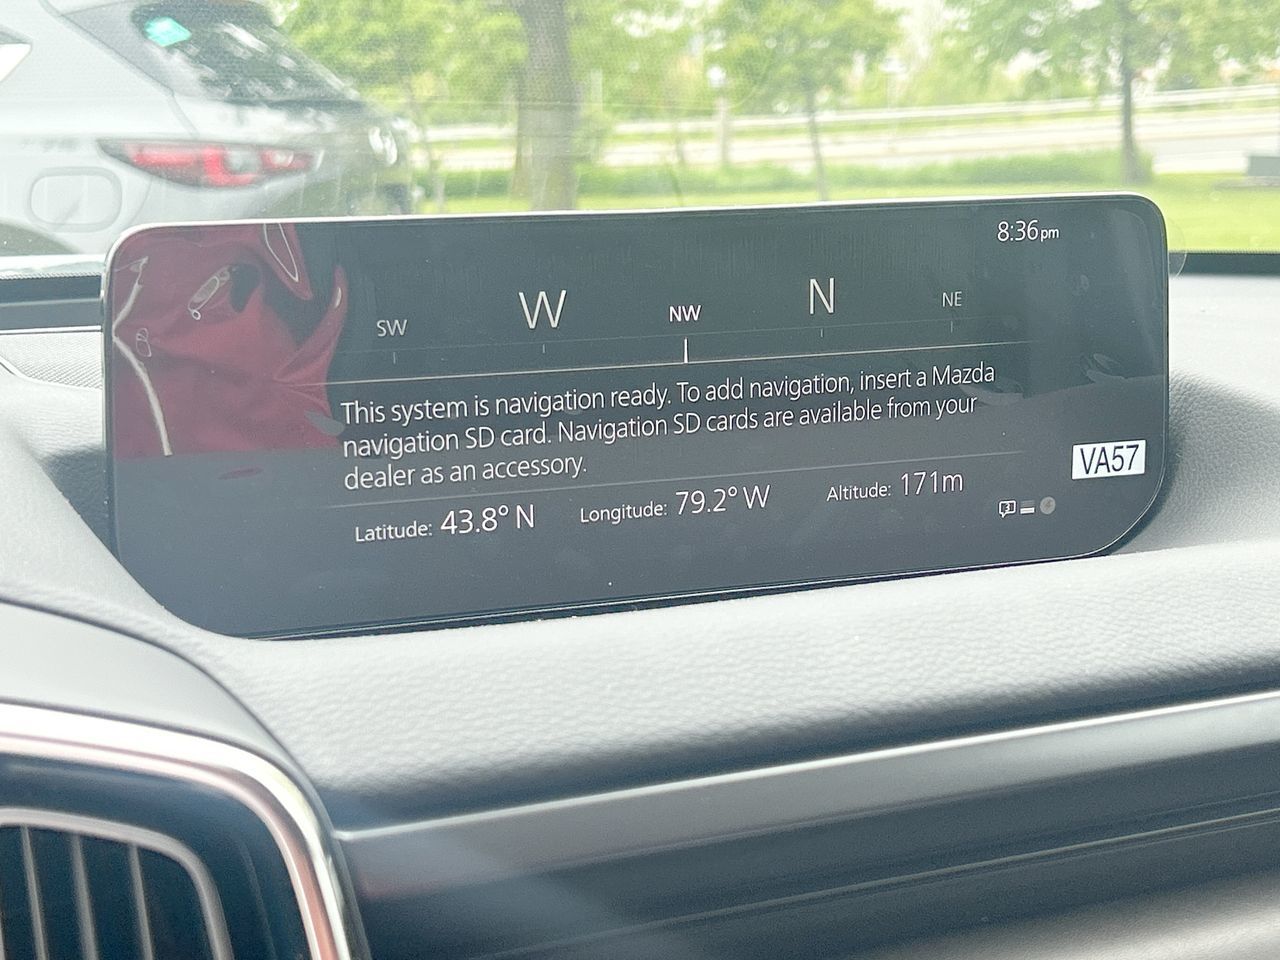 8:36pm
SW W NW N NE
This system is navigation ready. To add navigation, insert a Mazda
navigation SD card. Navigation SD cards are available from your
dealer as an accessory.
Latitude: 43.8° N Longitude: 79.2° W Altitude: 171m
VA57